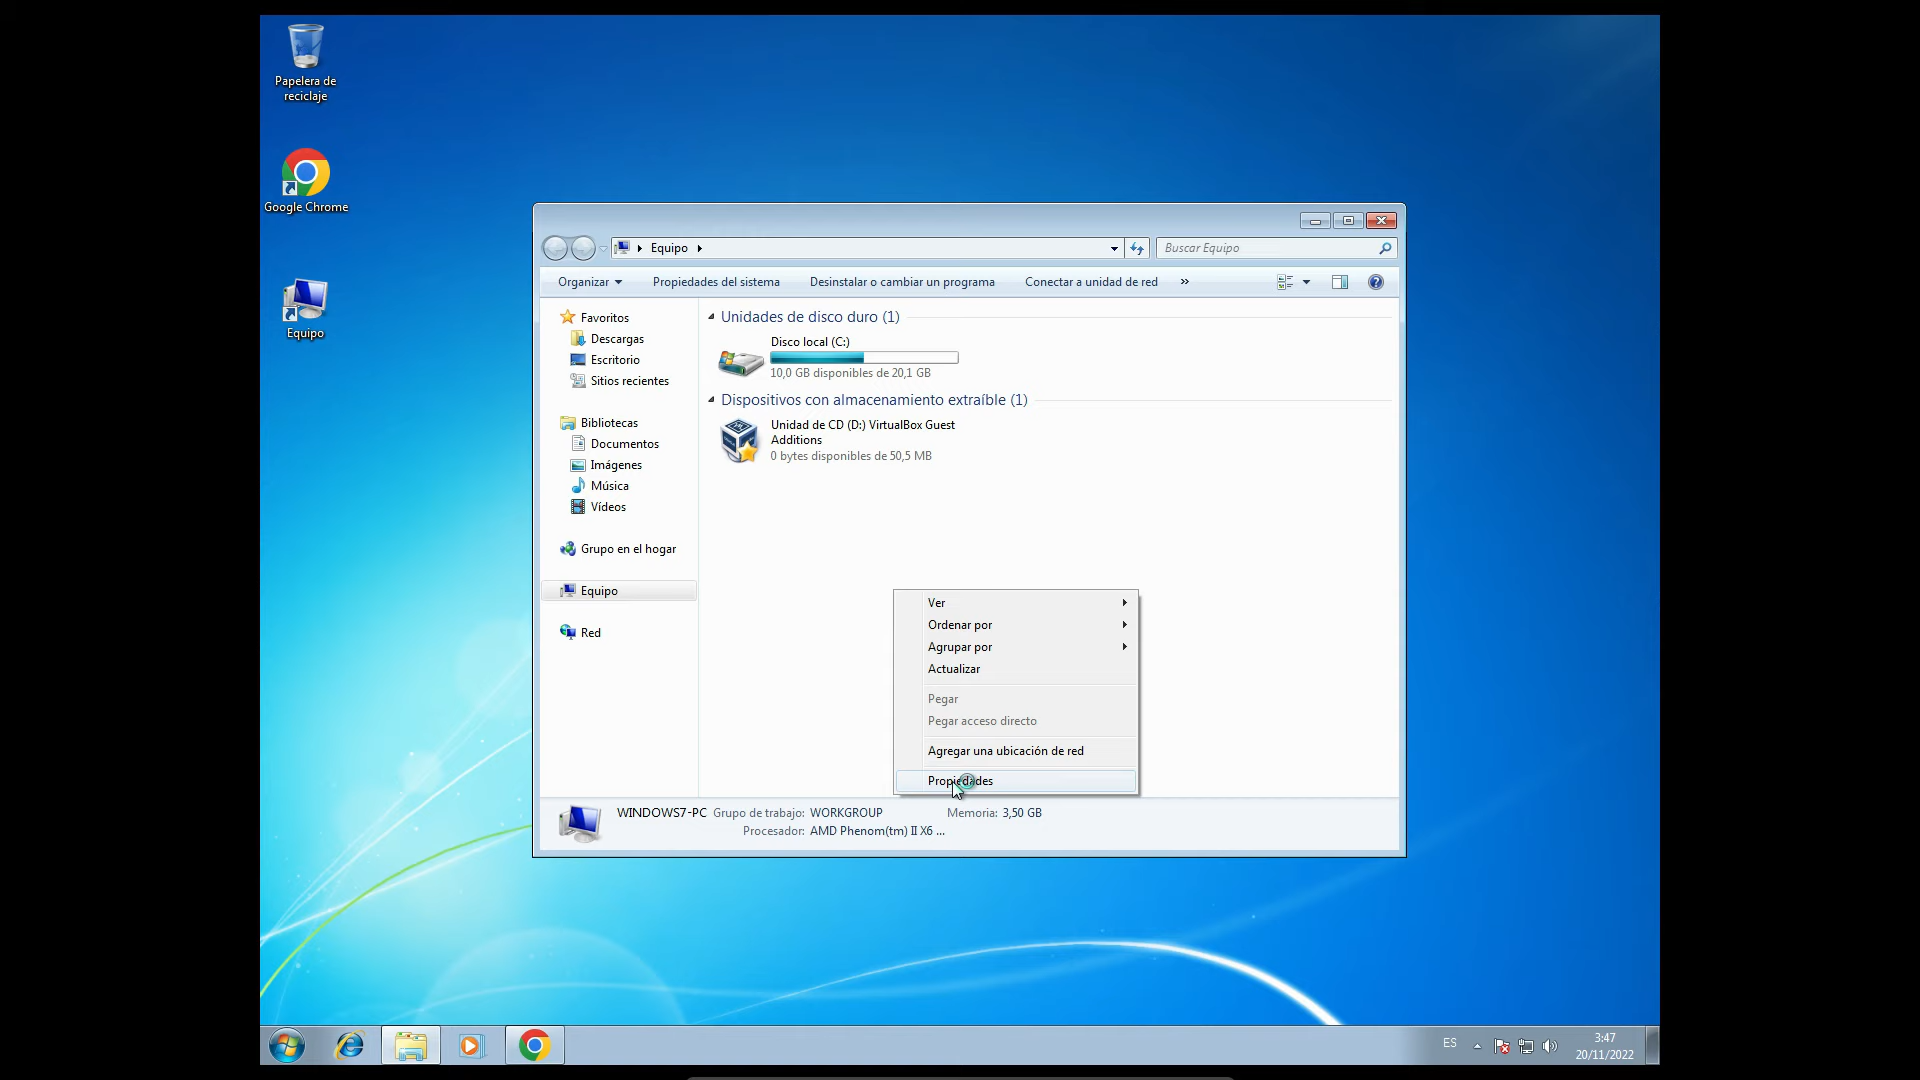 Papelera de
reciclaje
Google Chrome
Equipo
Equipo
Buscar Equipo
Organizar
Propiedades del sistema
Desinstalar o cambiar un programa
Conectar a unidad de red
»
Favoritos
Descargas
Escritorio
Sitios recientes
Bibliotecas
Documentos
Imágenes
Música
Vídeos
Grupo en el hogar
Equipo
Red
Unidades de disco duro (1)
Disco local (C:)
10,0 GB disponibles de 20,1 GB
Dispositivos con almacenamiento extraíble (1)
Unidad de CD (D:) VirtualBox Guest
Additions
0 bytes disponibles de 50,5 MB
Ver
Ordenar por
Agrupar por
Actualizar
Pegar
Pegar acceso directo
Agregar una ubicación de red
Propiedades
WINDOWS7-PC Grupo de trabajo: WORKGROUP Memoria: 3,50 GB
Procesador: AMD Phenom(tm) II X6 ...
ES
3:47
20/11/2022